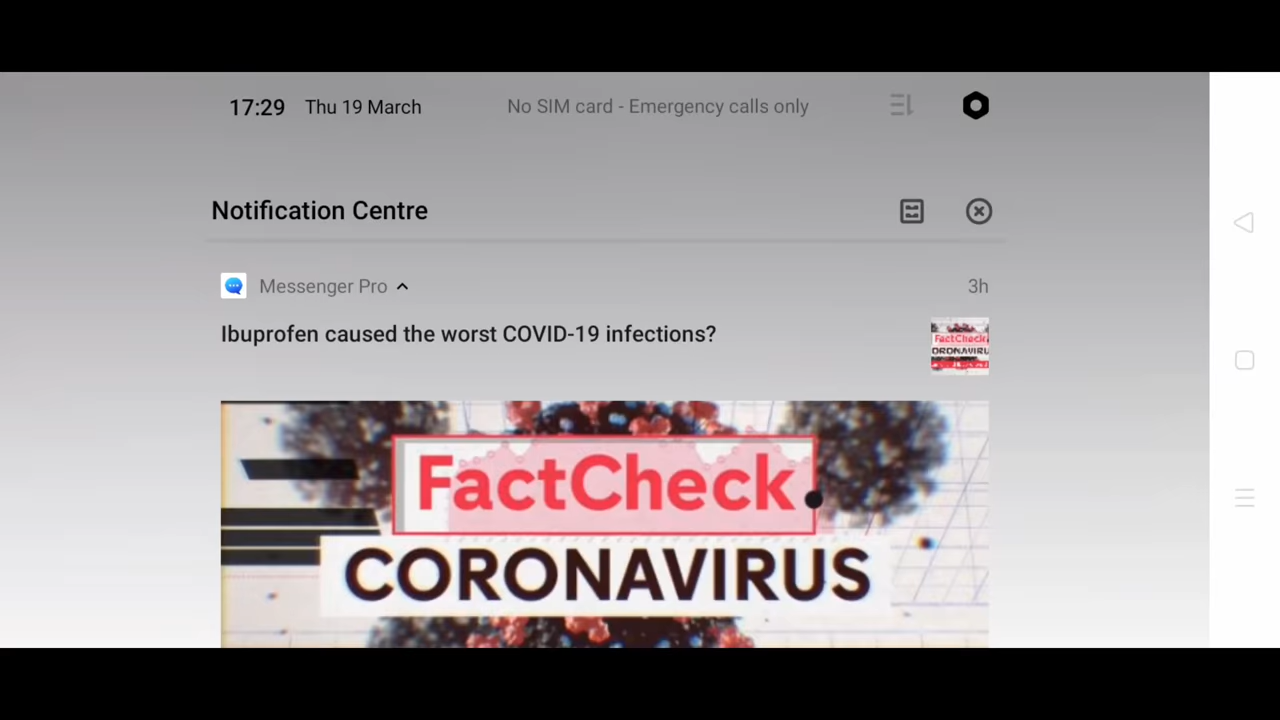 17:29 Thu 19 March No SIM card - Emergency calls only
Notification Centre
Messenger Pro 3h
Ibuprofen caused the worst COVID-19 infections?
FactCheck
CORONAVIRUS
FactCheck.
CORONAVIRUS